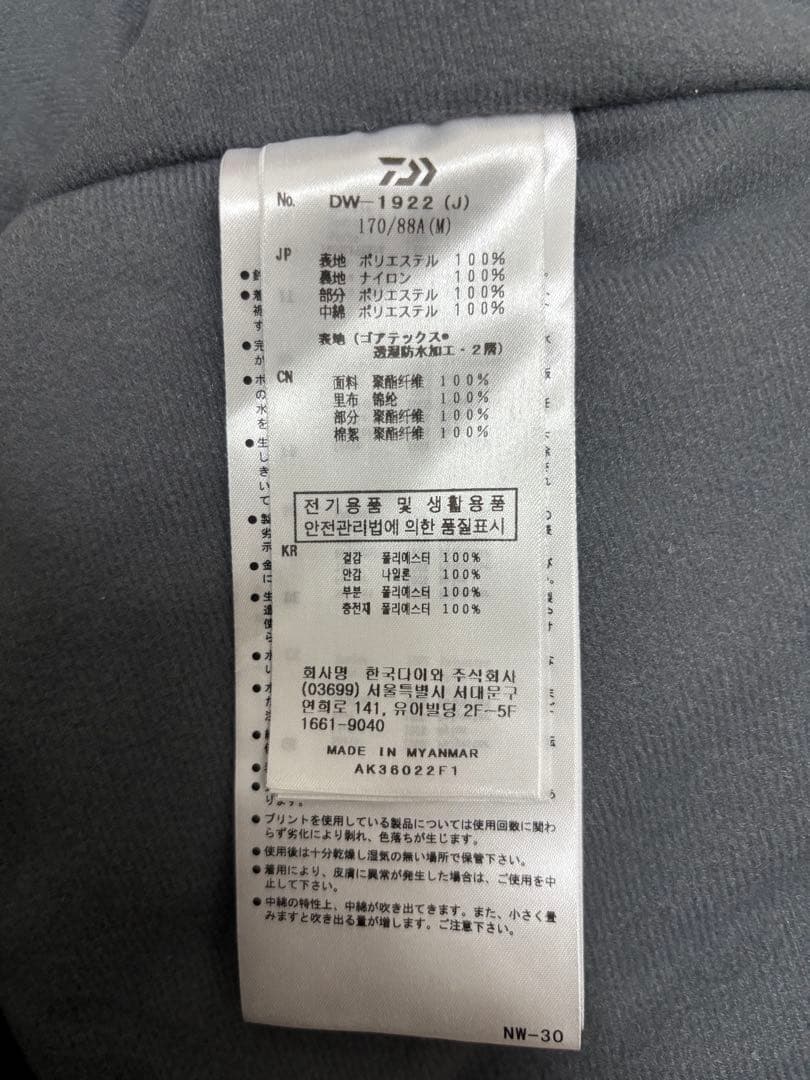 No. DW-1922 (J)
170/88A(M)
JP 表地 ポリエステル 100%
裏地 ナイロン 100%
部分 ポリエステル 100%
中綿 ポリエステル 100%
表地 (ゴアテックス®
透湿防水加工・2層)
CN 面料 聚酯纤维 100%
里布 锦纶 100%
部分 聚酯纤维 100%
棉絮 聚酯纤维 100%
전기용품 및 생활용품
안전관리법에 의한 품질표시
KR 겉감 폴리에스터 100%
안감 나일론 100%
부분 폴리에스터 100%
충전재 폴리에스터 100%
회사명 한국다이와 주식회사
(03699) 서울특별시 서대문구
연희로 141, 유이빌딩 2F-5F
1661-9040
MADE IN MYANMAR
AK36022F1
ります。
●プリントを使用している製品については使用回数に関わ
らず劣化により剥れ、色落ちが生じます。
●使用後は十分乾燥し湿気の無い場所で保管下さい。
●着用により、皮膚に異常が発生した場合は、ご使用を中
止して下さい。
●中綿の特性上、中綿が吹き出てきます。また、小さく畳
みますと吹き出る量が増します。ご注意下さい。
NW-30